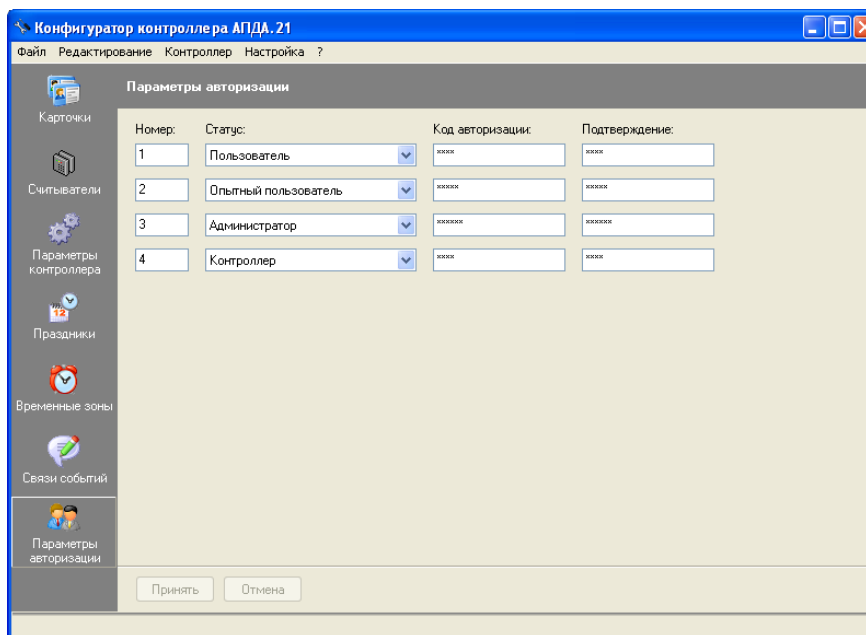 Конфигуратор контроллера АПДА.21
Файл Редактирование Контроллер Настройка ?
Карточки
Считыватели
Параметры
контроллера
Праздники
Временные зоны
Связи событий
Параметры
авторизации
Параметры авторизации
Номер: Статус: Код авторизации: Подтверждение:
1 Пользователь **** ****
2 Опытный пользователь ***** *****
3 Администратор ****** ******
4 Контроллер **** ****
Принять Отмена